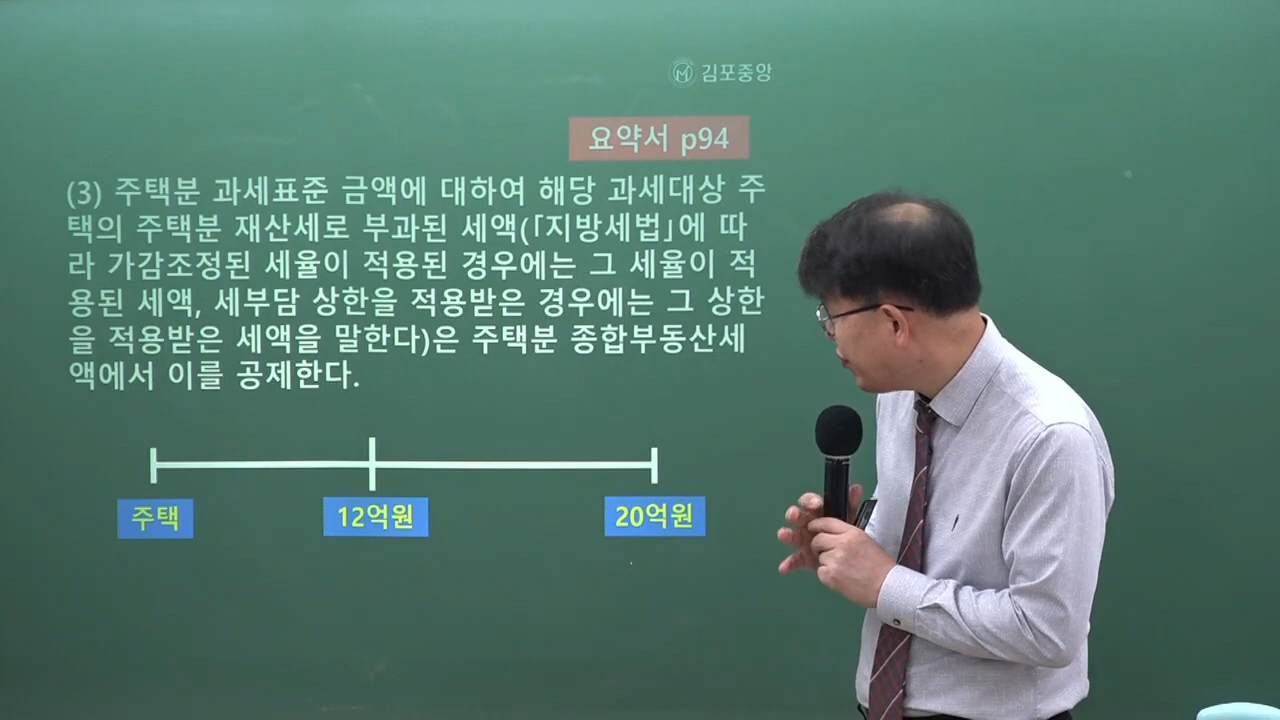 김포중앙
요약서 p94
(3) 주택분 과세표준 금액에 대하여 해당 과세대상 주
택의 주택분 재산세로 부과된 세액(「지방세법」에 따
라 가감조정된 세율이 적용된 경우에는 그 세율이 적
용된 세액, 세부담 상한을 적용받은 경우에는 그 상한
을 적용받은 세액을 말한다)은 주택분 종합부동산세
액에서 이를 공제한다.
주택 12억원 20억원